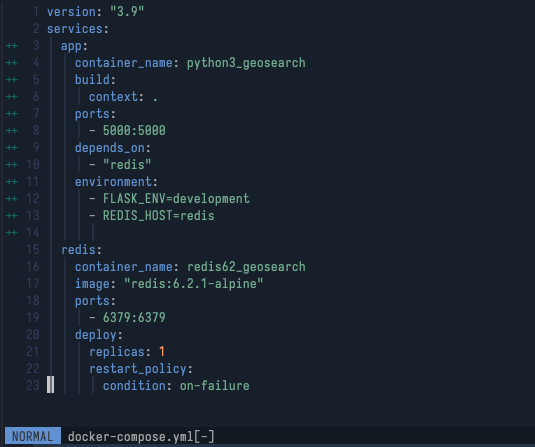 1 version: "3.9"
2 services:
++ 3   app:
++ 4     container_name: python3_geosearch
++ 5     build:
++ 6       context: .
++ 7     ports:
++ 8       - 5000:5000
++ 9     depends_on:
++ 10       - "redis"
++ 11     environment:
++ 12       - FLASK_ENV=development
++ 13       - REDIS_HOST=redis
++ 14
15   redis:
16     container_name: redis62_geosearch
17     image: "redis:6.2.1-alpine"
18     ports:
19       - 6379:6379
20     deploy:
21       replicas: 1
22       restart_policy:
23         condition: on-failure
NORMAL docker-compose.yml[-]